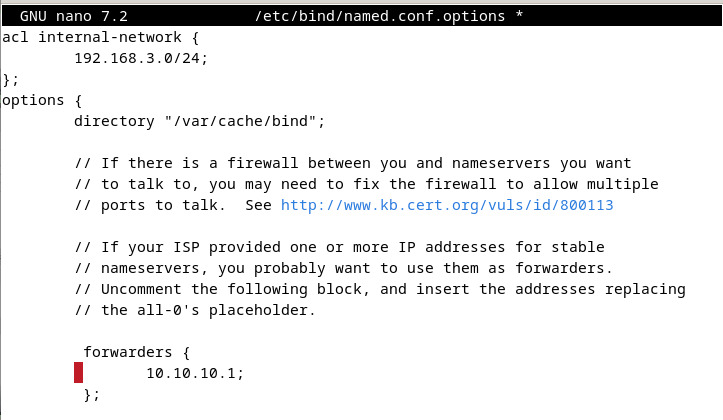 GNU nano 7.2 /etc/bind/named.conf.options *
acl internal-network {
192.168.3.0/24;
};
options {
directory "/var/cache/bind";
// If there is a firewall between you and nameservers you want
// to talk to, you may need to fix the firewall to allow multiple
// ports to talk.  See http://www.kb.cert.org/vuls/id/800113
// If your ISP provided one or more IP addresses for stable
// nameservers, you probably want to use them as forwarders.
// Uncomment the following block, and insert the addresses replacing
// the all-0's placeholder.
forwarders {
10.10.10.1;
};